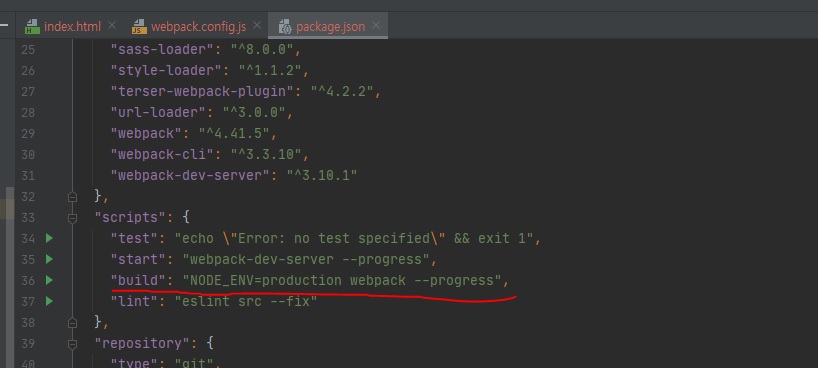 index.html webpack.config.js package.json
25 "sass-loader": "^8.0.0",
26 "style-loader": "^1.1.2",
27 "terser-webpack-plugin": "^4.2.2",
28 "url-loader": "^3.0.0",
29 "webpack": "^4.41.5",
30 "webpack-cli": "^3.3.10",
31 "webpack-dev-server": "^3.10.1"
32 },
33 "scripts": {
34 "test": "echo \"Error: no test specified\" && exit 1",
35 "start": "webpack-dev-server --progress",
36 "build": "NODE_ENV=production webpack --progress",
37 "lint": "eslint src --fix"
38 },
39 "repository": {
40 "type": "git",